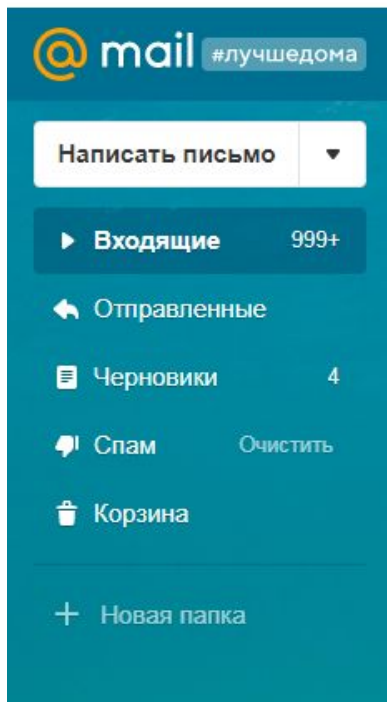 @ mail #лучшедома
Написать письмо
Входящие 999+
Отправленные
Черновики 4
Спам Очистить
Корзина
+ Новая папка